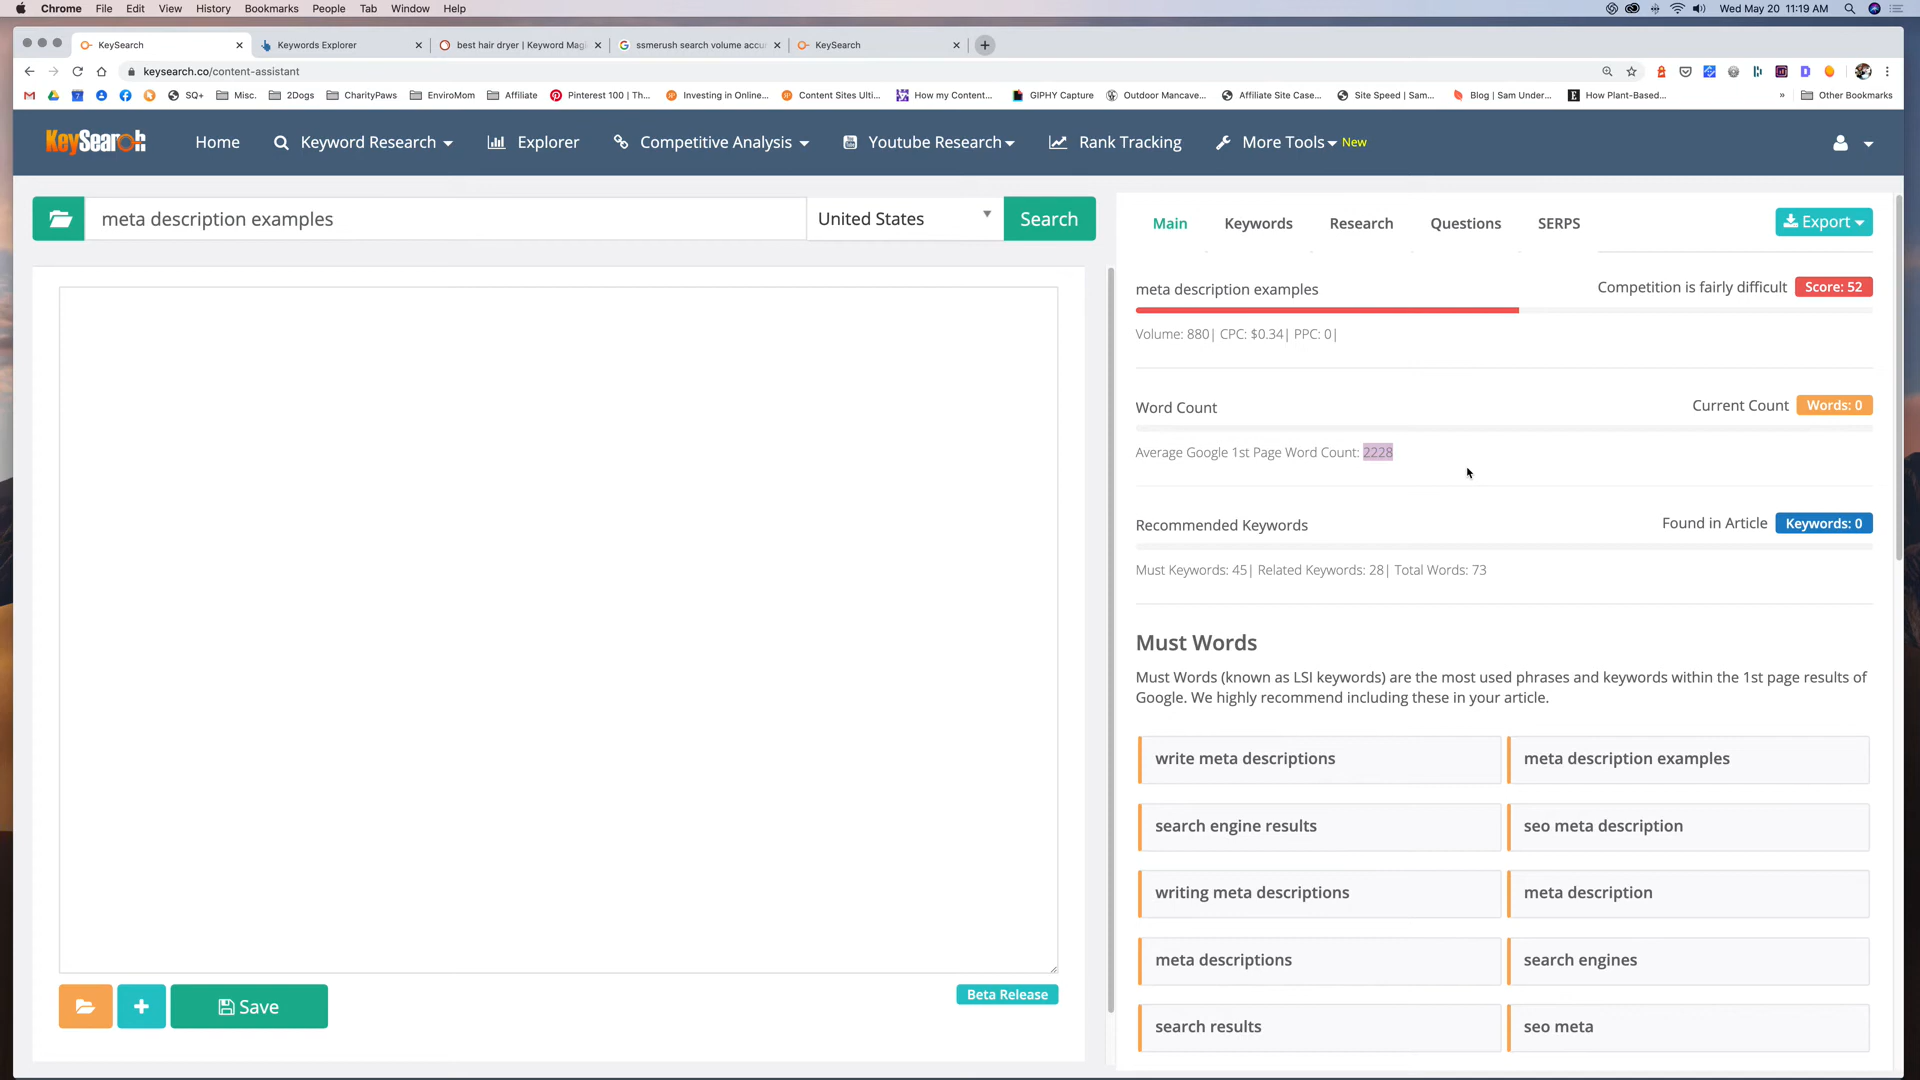 Chrome File Edit View History Bookmarks People Tab Window Help
Wed May 20 11:19 AM
KeySearch
Keywords Explorer
best hair dryer | Keyword Mag
ssmerush search volume accu
KeySearch
keysearch.co/content-assistant
SQ+
Misc.
2Dogs
CharityPaws
EnviroMom
Affiliate
Pinterest 100 | Th...
Investing in Online...
Content Sites Ulti...
How my Content...
GIPHY Capture
Outdoor Mancave...
Affiliate Site Case...
Site Speed | Sam...
Blog | Sam Under...
How Plant-Based...
»
Other Bookmarks
KeySearch
Home
Keyword Research
Explorer
Competitive Analysis
Youtube Research
Rank Tracking
More Tools
New
meta description examples
United States
Search
Main
Keywords
Research
Questions
SERPS
Export
meta description examples
Competition is fairly difficult
Score: 52
Volume: 880| CPC: $0.34| PPC: 0|
Word Count
Current Count
Words: 0
Average Google 1st Page Word Count: 2228
Recommended Keywords
Found in Article
Keywords: 0
Must Keywords: 45| Related Keywords: 28| Total Words: 73
Must Words
Must Words (known as LSI keywords) are the most used phrases and keywords within the 1st page results of
Google. We highly recommend including these in your article.
write meta descriptions
meta description examples
search engine results
seo meta description
writing meta descriptions
meta description
meta descriptions
search engines
search results
seo meta
Save
Beta Release